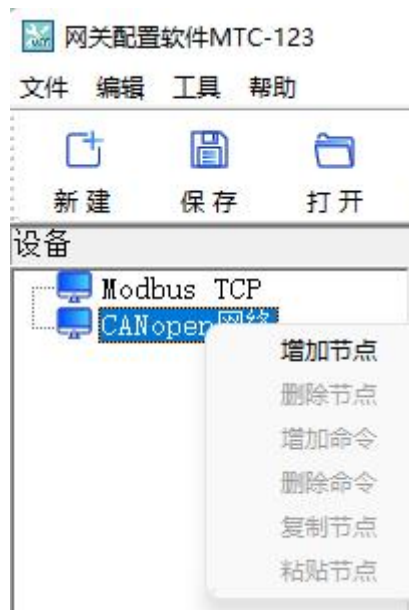 网关配置软件MTC-123
文件 编辑 工具 帮助
新建 保存 打开
设备
Modbus TCP
CANopen网络
增加节点
删除节点
增加命令
删除命令
复制节点
粘贴节点